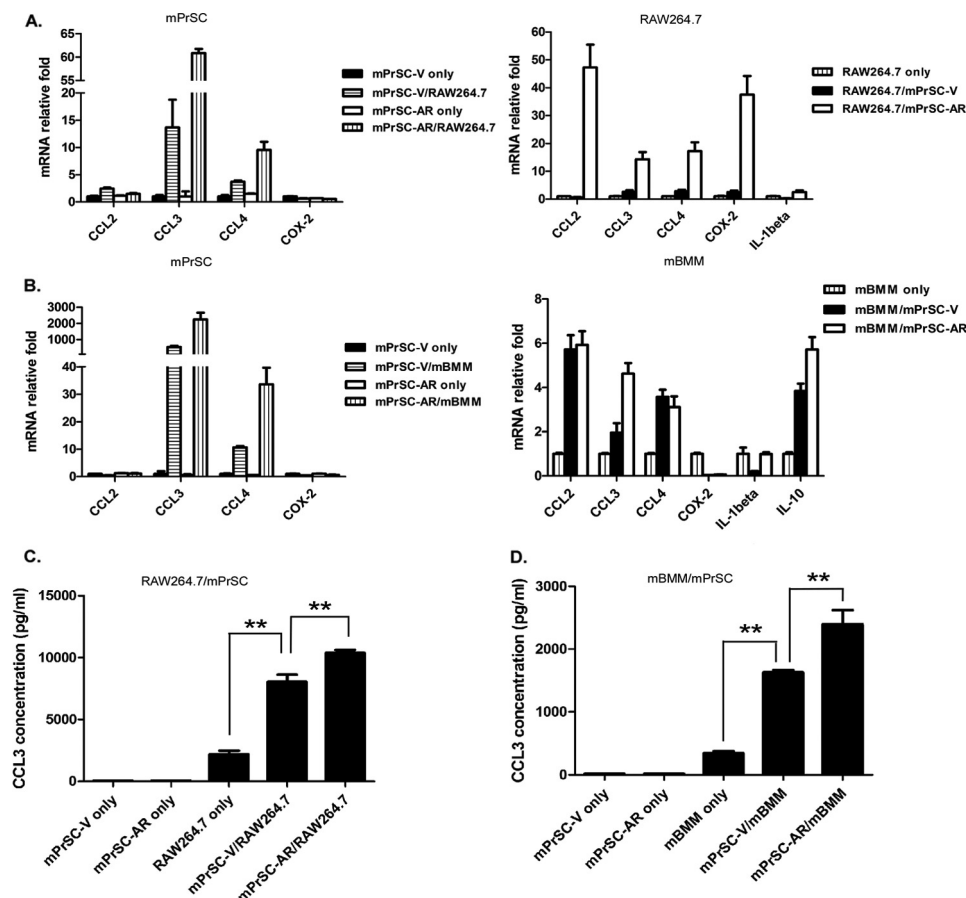 A.
mPrSC
mRNA relative fold
65
60
55
20
15
10
5
0
CCL2
CCL3
CCL4
COX-2
mPrSC-V only
mPrSC-V/RAW264.7
mPrSC-AR only
mPrSC-AR/RAW264.7
RAW264.7
mRNA relative fold
60
50
40
30
20
10
0
CCL2
CCL3
CCL4
COX-2
IL-1beta
RAW264.7 only
RAW264.7/mPrSC-V
RAW264.7/mPrSC-AR
B.
mPrSC
mRNA relative fold
3000
2000
1000
40
30
20
10
0
CCL2
CCL3
CCL4
COX-2
mPrSC-V only
mPrSC-V/mBMM
mPrSC-AR only
mPrSC-AR/mBMM
mBMM
mRNA relative fold
8
6
4
2
0
CCL2
CCL3
CCL4
COX-2
IL-1beta
IL-10
mBMM only
mBMM/mPrSC-V
mBMM/mPrSC-AR
C.
RAW264.7/mPrSC
CCL3 concentration (pg/ml)
15000
10000
5000
0
**
**
mPrSC-V only
mPrSC-AR only
RAW264.7 only
mPrSC-V/RAW264.7
mPrSC-AR/RAW264.7
D.
mBMM/mPrSC
CCL3 concentration (pg/ml)
3000
2000
1000
0
**
**
mPrSC-V only
mPrSC-AR only
mBMM only
mPrSC-V/mBMM
mPrSC-AR/mBMM